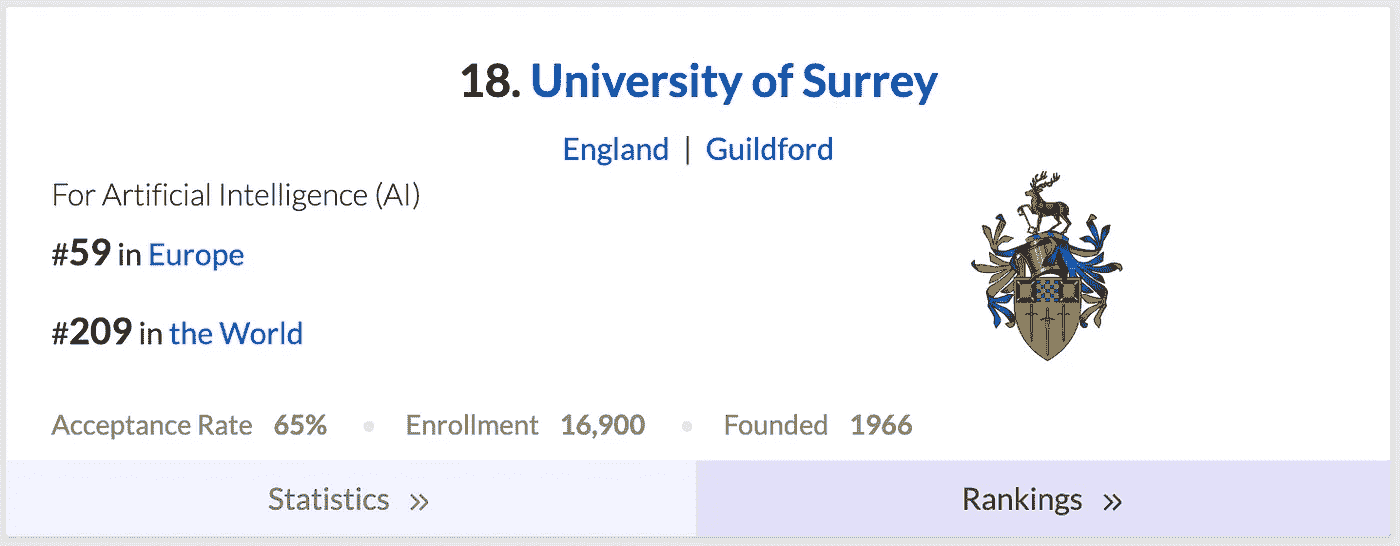 18. University of Surrey
England | Guildford
For Artificial Intelligence (AI)
#59 in Europe
#209 in the World
Acceptance Rate 65% • Enrollment 16,900 • Founded 1966
Statistics »
Rankings »